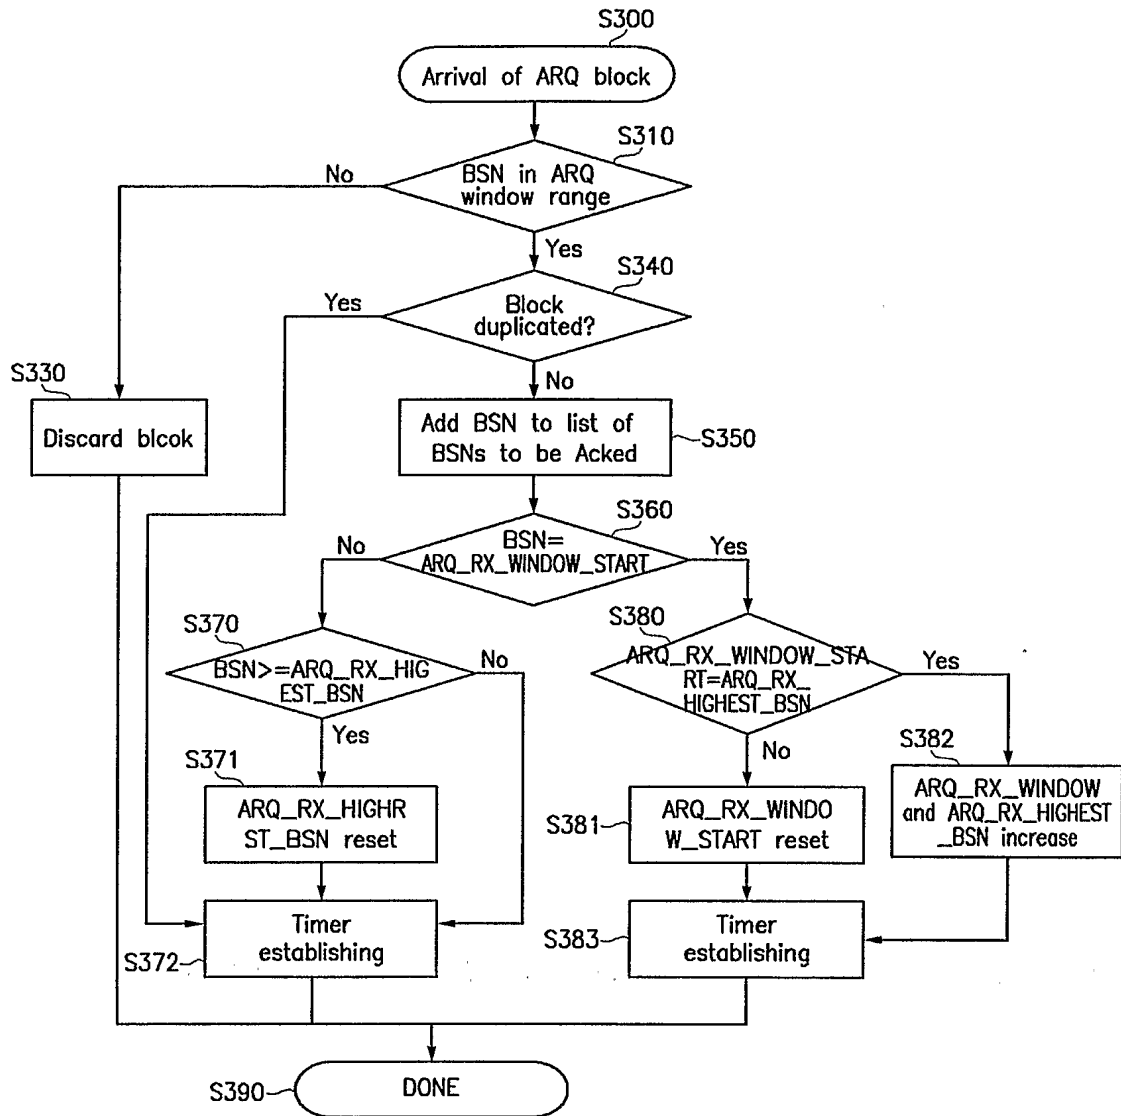 S300
Arrival of ARQ block
S310
BSN in ARQ
window range
No
Yes
S340
Block
duplicated?
Yes
No
S330
Discard blcok
Add BSN to list of
BSNs to be Acked
S350
S360
BSN=
ARQ_RX_WINDOW_START
No
Yes
S370
BSN>=ARQ_RX_HIG
EST_BSN
No
Yes
S380
ARQ_RX_WINDOW_STA
RT=ARQ_RX_
HIGHEST_BSN
Yes
No
S371
ARQ_RX_HIGHR
ST_BSN reset
S381
ARQ_RX_WINDO
W_START reset
S382
ARQ_RX_WINDOW
and ARQ_RX_HIGHEST
_BSN increase
Timer
establishing
S372
Timer
establishing
S383
DONE
S390